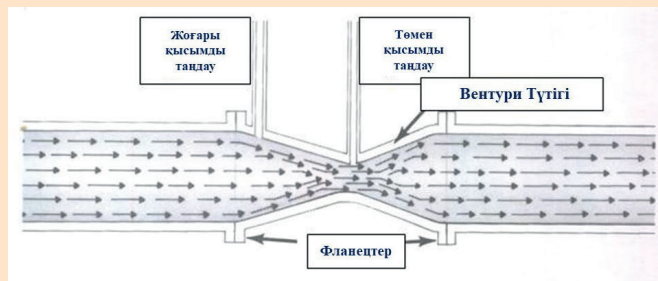 Жоғары
қысымды
таңдау
Төмен
қысымды
таңдау
Вентури Түтігі
Фланецтер